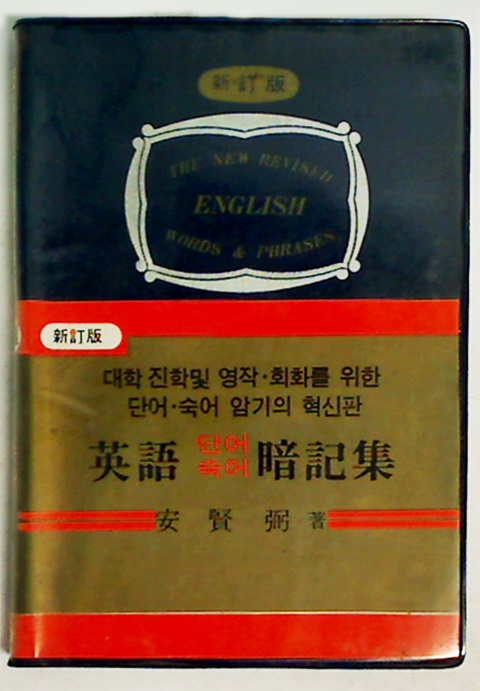 新·訂·版
THE NEW REVISED
ENGLISH
WORDS & PHRASES
新訂版
대학 진학및 영작·회화를 위한
단어·숙어 암기의 혁신판
英語 단어 숙어 暗記集
安賢弼 著